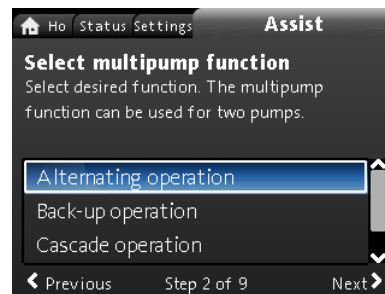 Ho Status Settings Assist
Select multipump function
Select desired function. The multipump
function can be used for two pumps.
Alternating operation
Back-up operation
Cascade operation
Previous Step 2 of 9 Next